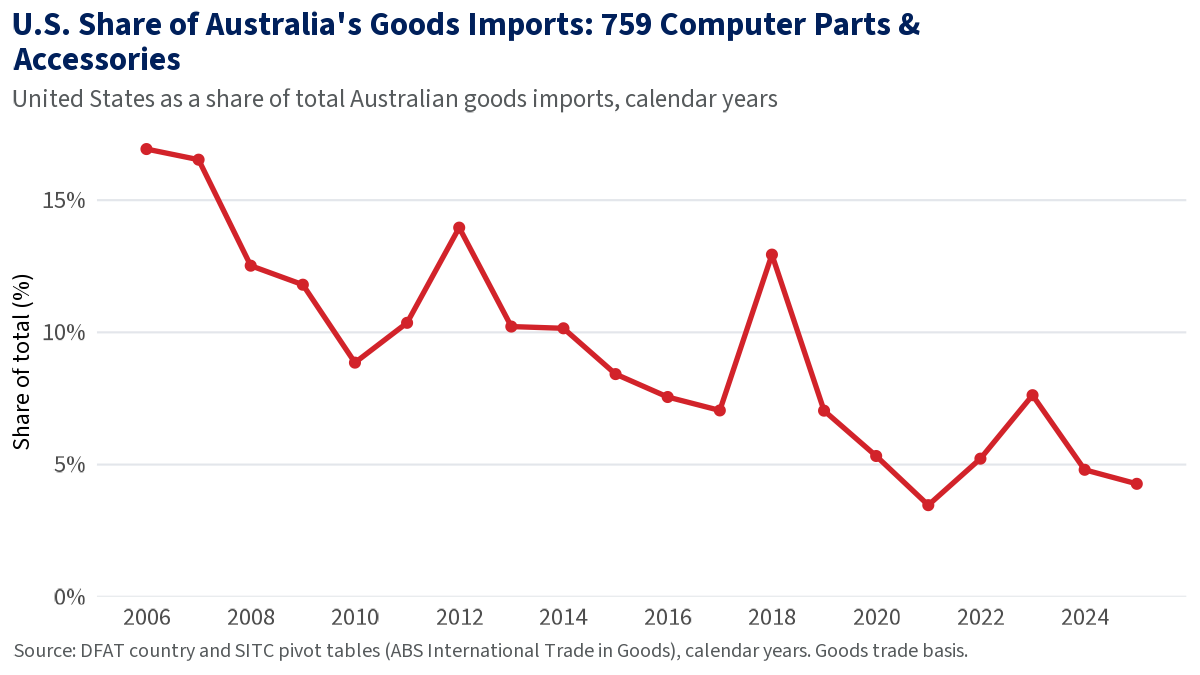 U.S. Share of Australia's Goods Imports: 759 Computer Parts &
Accessories
United States as a share of total Australian goods imports, calendar years
Share of total (%)
15%
10%
5%
0%
2006 2008 2010 2012 2014 2016 2018 2020 2022 2024
Source: DFAT country and SITC pivot tables (ABS International Trade in Goods), calendar years. Goods trade basis.